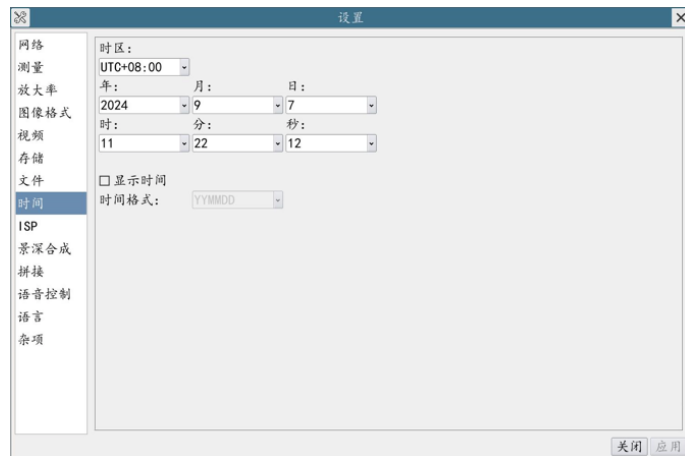 设置
网络
测量
放大率
图像格式
视频
存储
文件
时间
ISP
景深合成
拼接
语音控制
语言
杂项
时区:
UTC+08:00
年: 月: 日:
2024 9 7
时: 分: 秒:
11 22 12
显示时间
时间格式: YYMMDD
关闭 应用